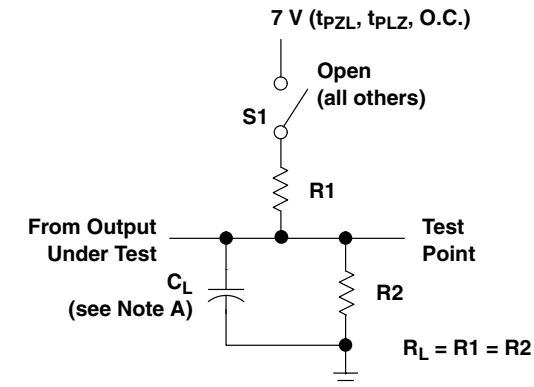 7 V (tPZL, tPLZ, O.C.)
Open
(all others)
S1
R1
From Output
Under Test
Test
Point
CL
(see Note A)
R2
RL = R1 = R2